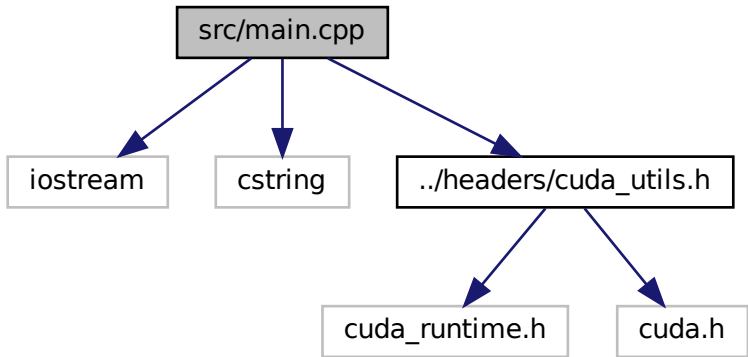 src/main.cpp
iostream
cstring
../headers/cuda_utils.h
cuda_runtime.h
cuda.h